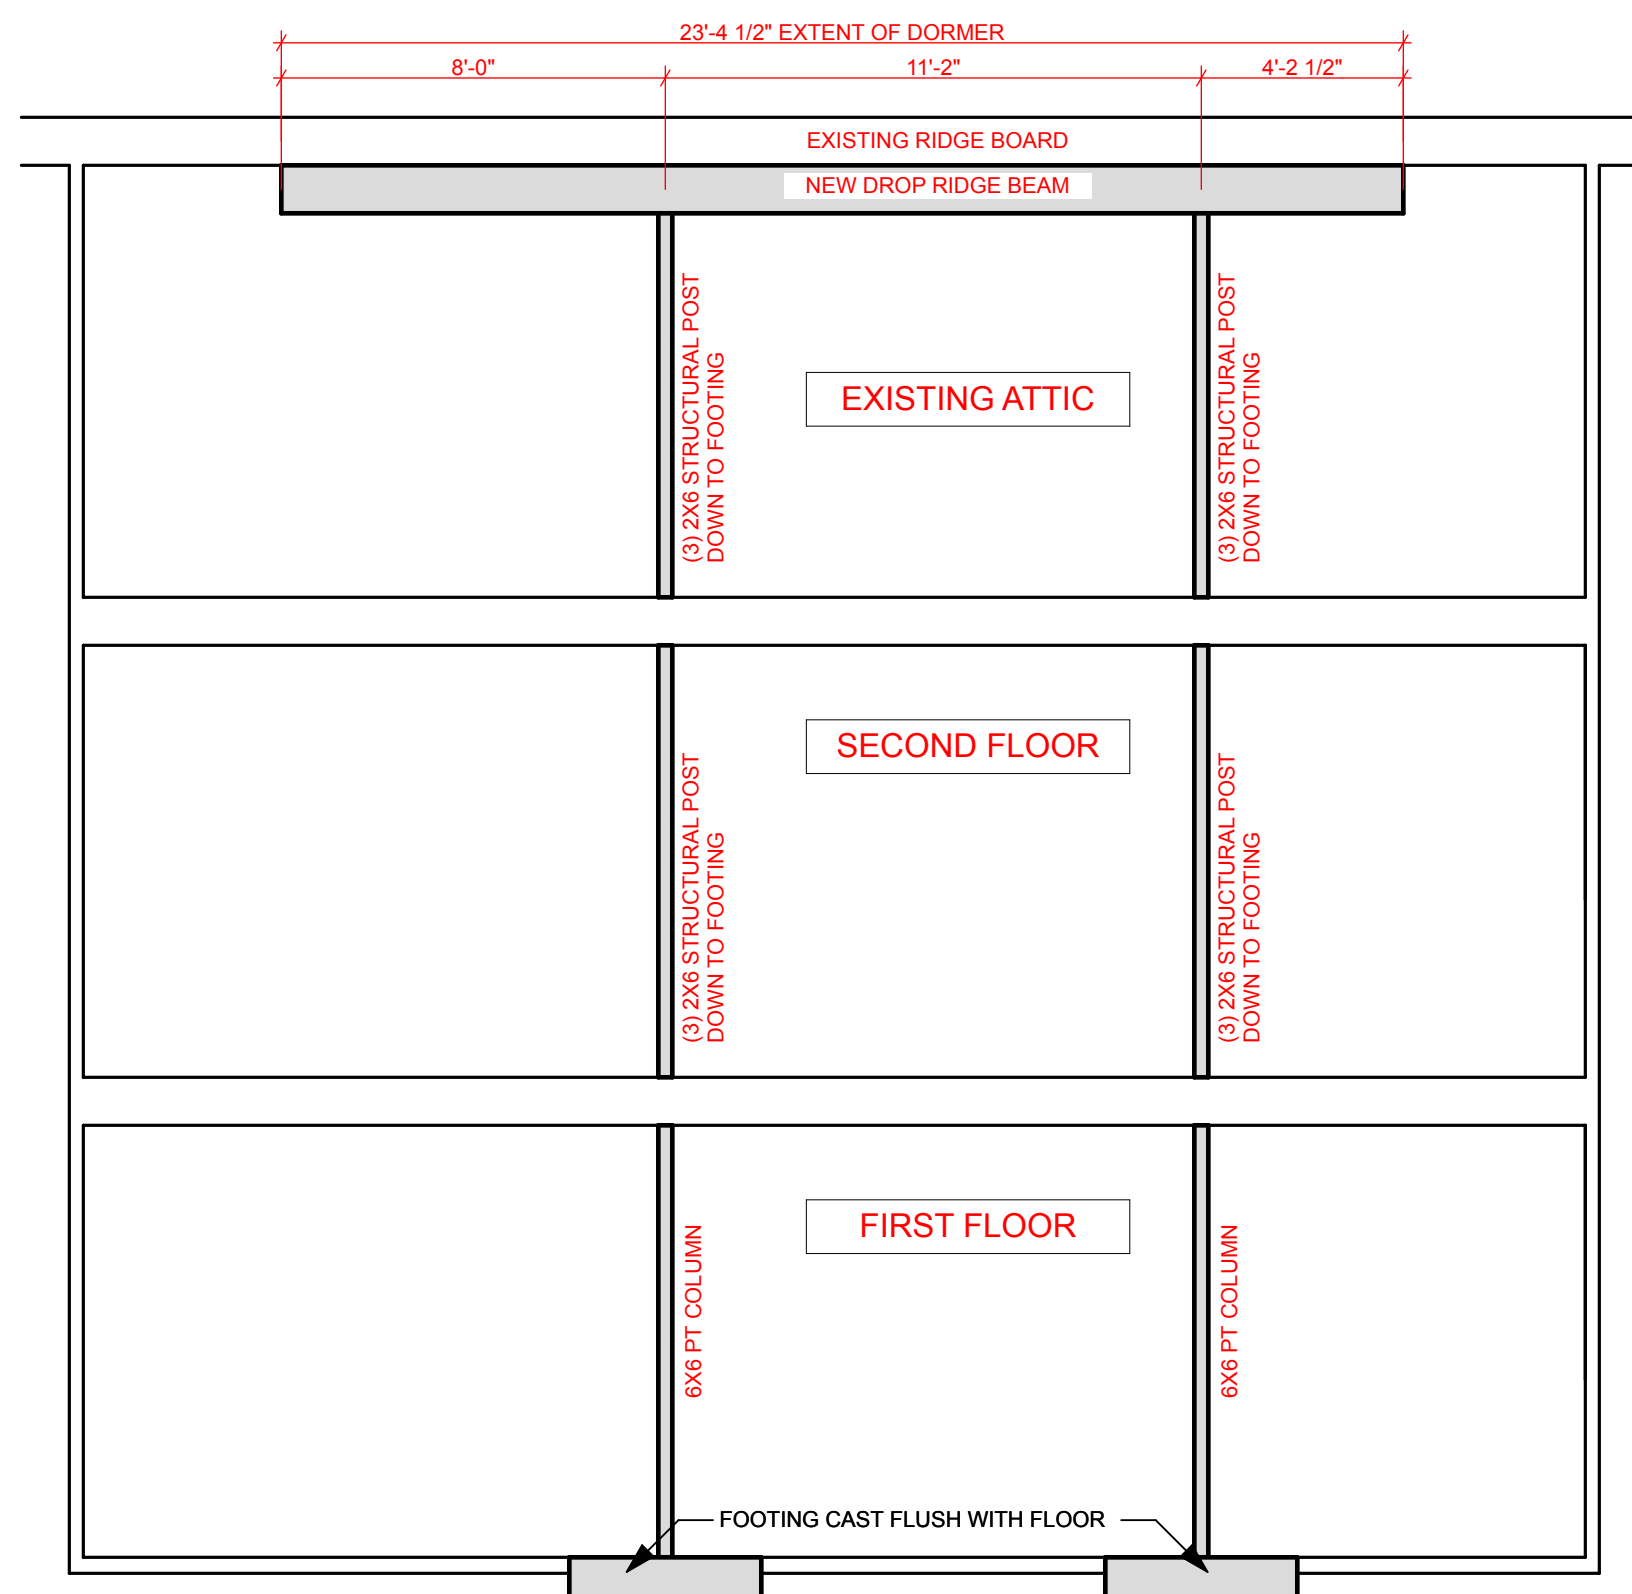 23'-4 1/2" EXTENT OF DORMER
8'-0"
11'-2"
4'-2 1/2"
EXISTING RIDGE BOARD
NEW DROP RIDGE BEAM
(3) 2X6 STRUCTURAL POST
DOWN TO FOOTING
EXISTING ATTIC
(3) 2X6 STRUCTURAL POST
DOWN TO FOOTING
SECOND FLOOR
(3) 2X6 STRUCTURAL POST
DOWN TO FOOTING
(3) 2X6 STRUCTURAL POST
DOWN TO FOOTING
FIRST FLOOR
6X6 PT COLUMN
6X6 PT COLUMN
FOOTING CAST FLUSH WITH FLOOR